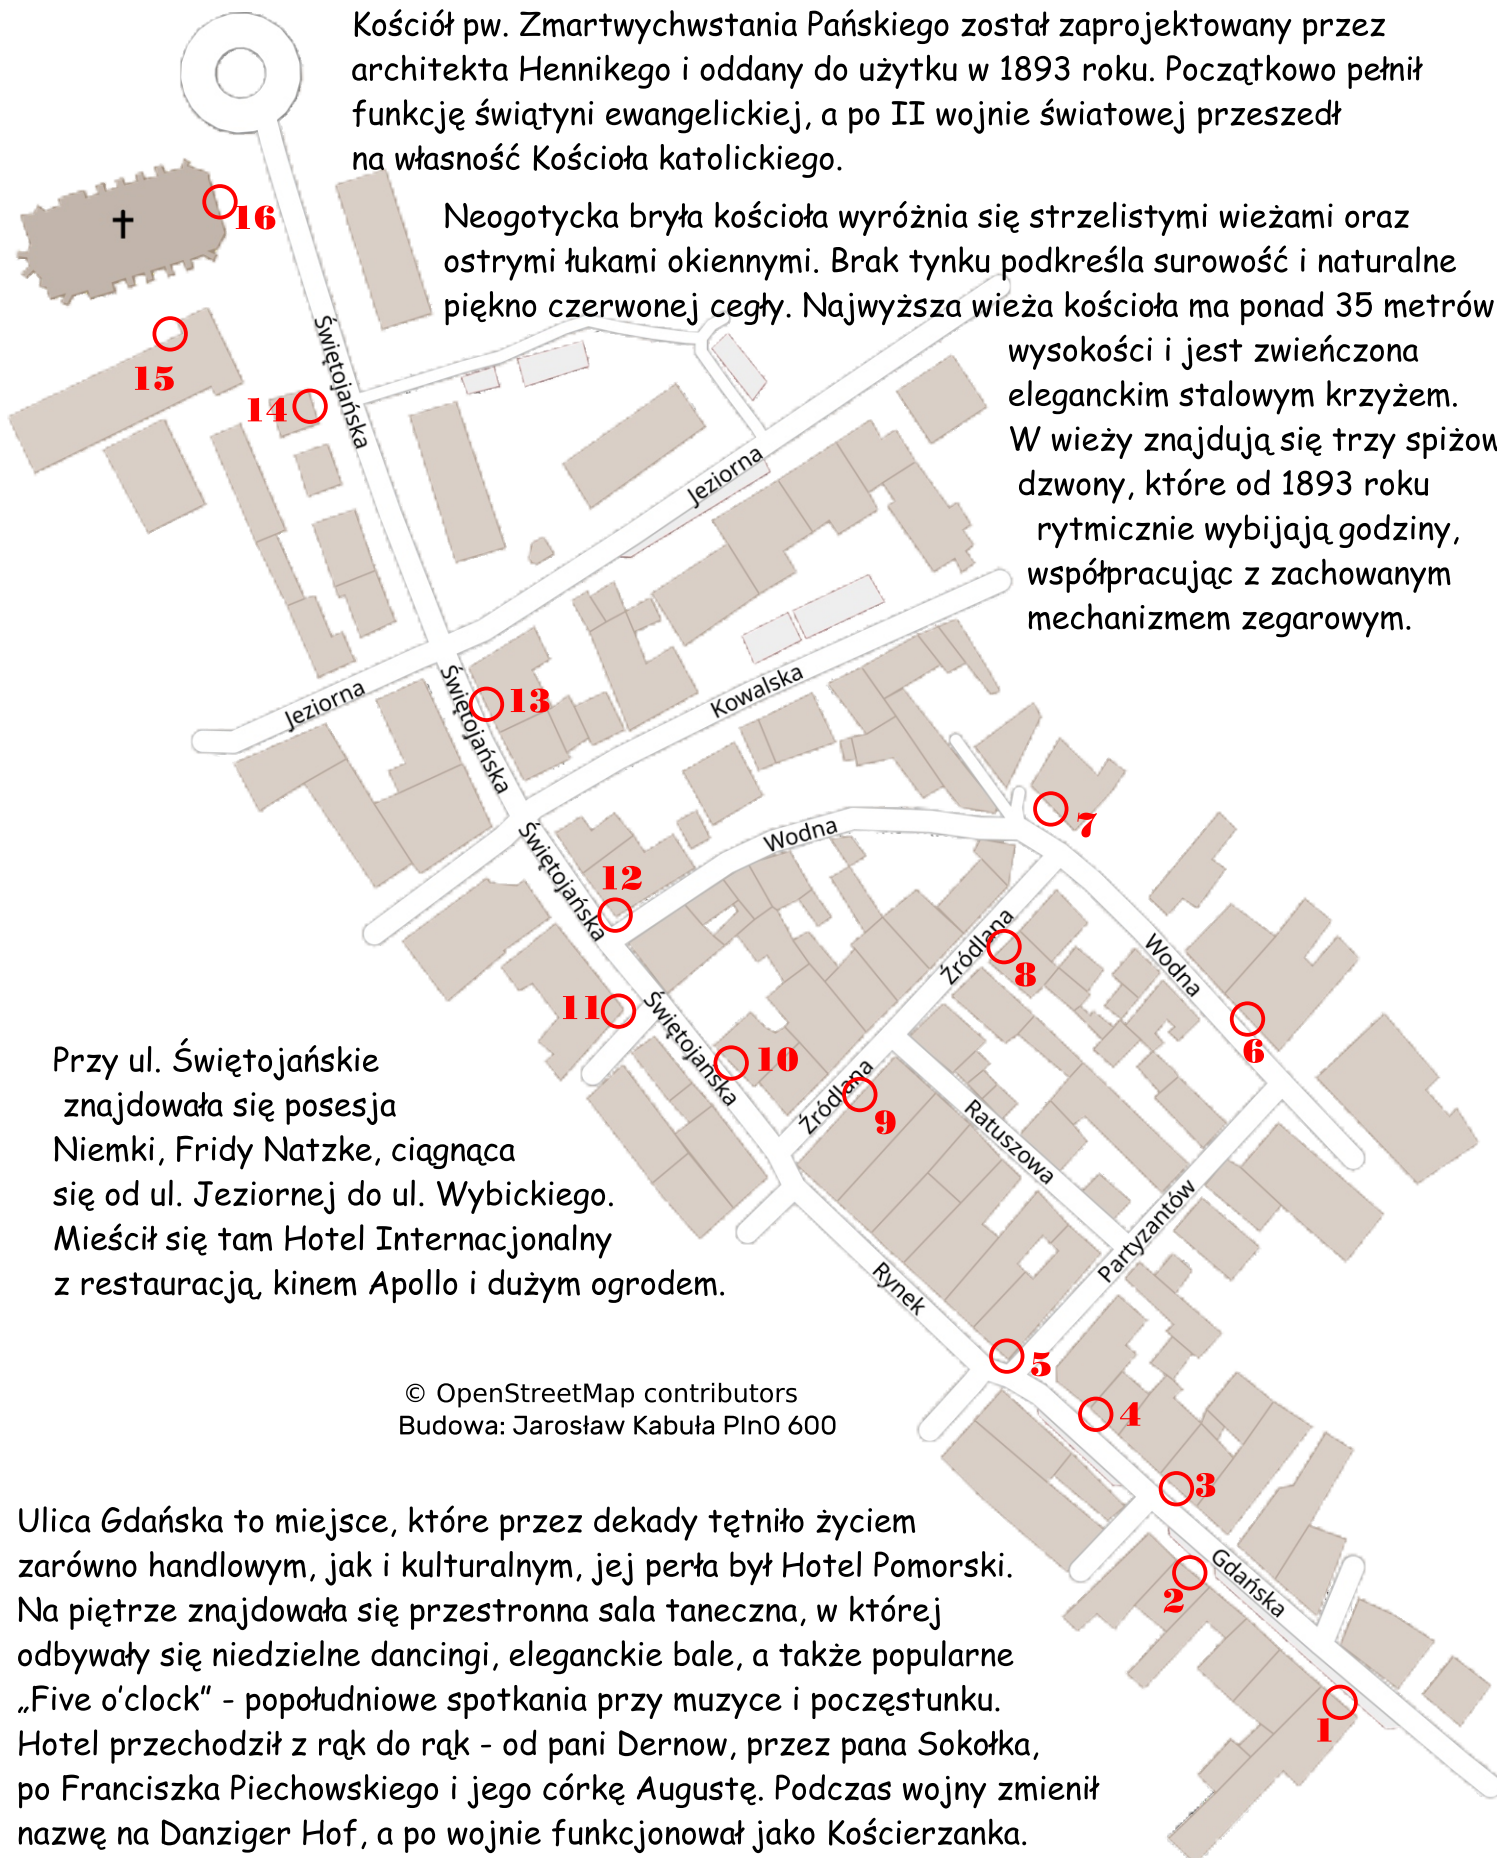 Kościół pw. Zmartwychwstania Pańskiego został zaprojektowany przez
architekta Hennikego i oddany do użytku w 1893 roku. Początkowo pełnił
funkcję świątyni ewangelickiej, a po II wojnie światowej przeszedł
na własność Kościoła katolickiego.
Neogotycka bryła kościoła wyróżnia się strzelistymi wieżami oraz
ostrymi łukami okiennymi. Brak tynku podkreśla surowość i naturalne
piękno czerwonej cegły. Najwyższa wieża kościoła ma ponad 35 metrów
wysokości i jest zwieńczona
eleganckim stalowym krzyżem.
W wieży znajdują się trzy spiżow
dzwony, które od 1893 roku
rytmicznie wybijają godziny,
współpracując z zachowanym
mechanizmem zegarowym.
16
15
14
Świętojańska
Jeziorna
Jeziorna
Świętojańska
13
Kowalska
Świętojańska
12
Wodna
7
Źródlana
8
Wodna
6
11
Świętojańska
10
Źródlana
9
Ratuszowa
Partyzantów
Rynek
5
4
3
2
Gdańska
1
Przy ul. Świętojańskie
znajdowała się posesja
Niemki, Fridy Natzke, ciągnąca
się od ul. Jeziornej do ul. Wybickiego.
Mieścił się tam Hotel Internacjonalny
z restauracją, kinem Apollo i dużym ogrodem.
© OpenStreetMap contributors
Budowa: Jarosław Kabuła PInO 600
Ulica Gdańska to miejsce, które przez dekady tętniło życiem
zarówno handlowym, jak i kulturalnym, jej perła był Hotel Pomorski.
Na piętrze znajdowała się przestronna sala taneczna, w której
odbywały się niedzielne dancingi, eleganckie bale, a także popularne
„Five o’clock” - popołudniowe spotkania przy muzyce i poczęstunku.
Hotel przechodził z rąk do rąk - od pani Dernow, przez pana Sokołka,
po Franciszka Piechowskiego i jego córkę Augustę. Podczas wojny zmienił
nazwę na Danziger Hof, a po wojnie funkcjonował jako Kościerzanka.